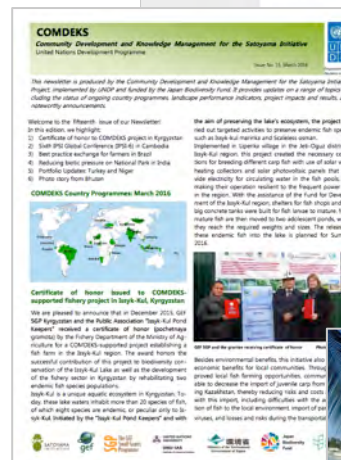 COMDEKS
Community Development and Knowledge Management for the Satoyama Initiative
United Nations Development Programme
Issue No. 15, March 2016
This newsletter is produced by the Community Development and Knowledge Management for the Satoyama Initia
Project, implemented by UNDP and funded by the Japan Biodiversity Fund. It provides updates on a range of topics
cluding the status of ongoing country programmes, landscape performance indicators, project impacts and results, a
noteworthy announcements.
Welcome to the fifteenth issue of our Newsletter!
In this edition, we highlight:
1) Certificate of honor to COMDEKS project in Kyrgyzstan
2) Sixth IPSI Global Conference (IPSI-6) in Cambodia
3) Best practice exchange for farmers in Brazil
4) Reducing biotic pressure on National Park in India
5) Portfolio Updates: Turkey and Niger
6) Photo story from Bhutan
COMDEKS Country Programmes: March 2016
Certificate of honor issued to COMDEKS-
supported fishery project in Issyk-Kul, Kyrgyzstan
We are pleased to announce that in December 2015, GEF
SGP Kyrgyzstan and the Public Association "Issyk-Kul Pond
Keepers" received a certificate of honor (pochetnaya
gramota) by the Fishery Department of the Ministry of Ag-
riculture for a COMDEKS-supported project establishing a
fish farm in the Issyk-Kul region. The award honors the
successful contribution of this project to biodiversity con-
servation of the Issyk-Kul Lake as well as the development
of the fishery sector in Kyrgyzstan by rehabilitating two
endemic fish species populations.
Issyk-Kul is a unique aquatic ecosystem in Kyrgyzstan. To-
day, these lake waters inhabit more than 20 species of fish,
of which eight species are endemic, or peculiar only to Is-
syk-Kul. Initiated by the "Issyk-Kul Pond Keepers" and with
the aim of preserving the lake's ecosystem, the project
ried out targeted activities to preserve endemic fish spe
such as Issyk-kul marinka and Scaleless osman.
Implemented in Lipenka village in the Jeti-Oguz distri
Issyk-Kul region, this project created the necessary co
tions for breeding different carp fish with use of solar v
heating collectors and solar photovoltaic panels that
vide electricity for circulating water in the fish pools,
making their operation resilient to the frequent power
in the region. With the assistance of the Fund for Deve
ment of the Issyk-Kul region, shelters for fish shops and
big concrete tanks were built for fish larvae to mature. T
mature fish are then moved to two adolescent ponds, w
they reach the required weights and sizes. The releas
these endemic fish into the lake is planned for Sum
2016.
GEF SGP and the grantee receiving certificate of honor
Besides environmental benefits, this initiative also
economic benefits for local communities. Throug
proved local fish farming opportunities, commun
able to decrease the import of juvenile carp from
ing Kazakhstan, thereby reducing risks and costs
with this import, including difficulties with the a
tion of fish to the local environment, import of par
viruses, and losses and risks during the transportat
SATOYAMA
INITIATIVE
gef
The GEF
Small Grants
Programme
UNITED NATIONS
UNIVERSITY
UNU-IAS
環境省
Japan
Biodiversity
Fund